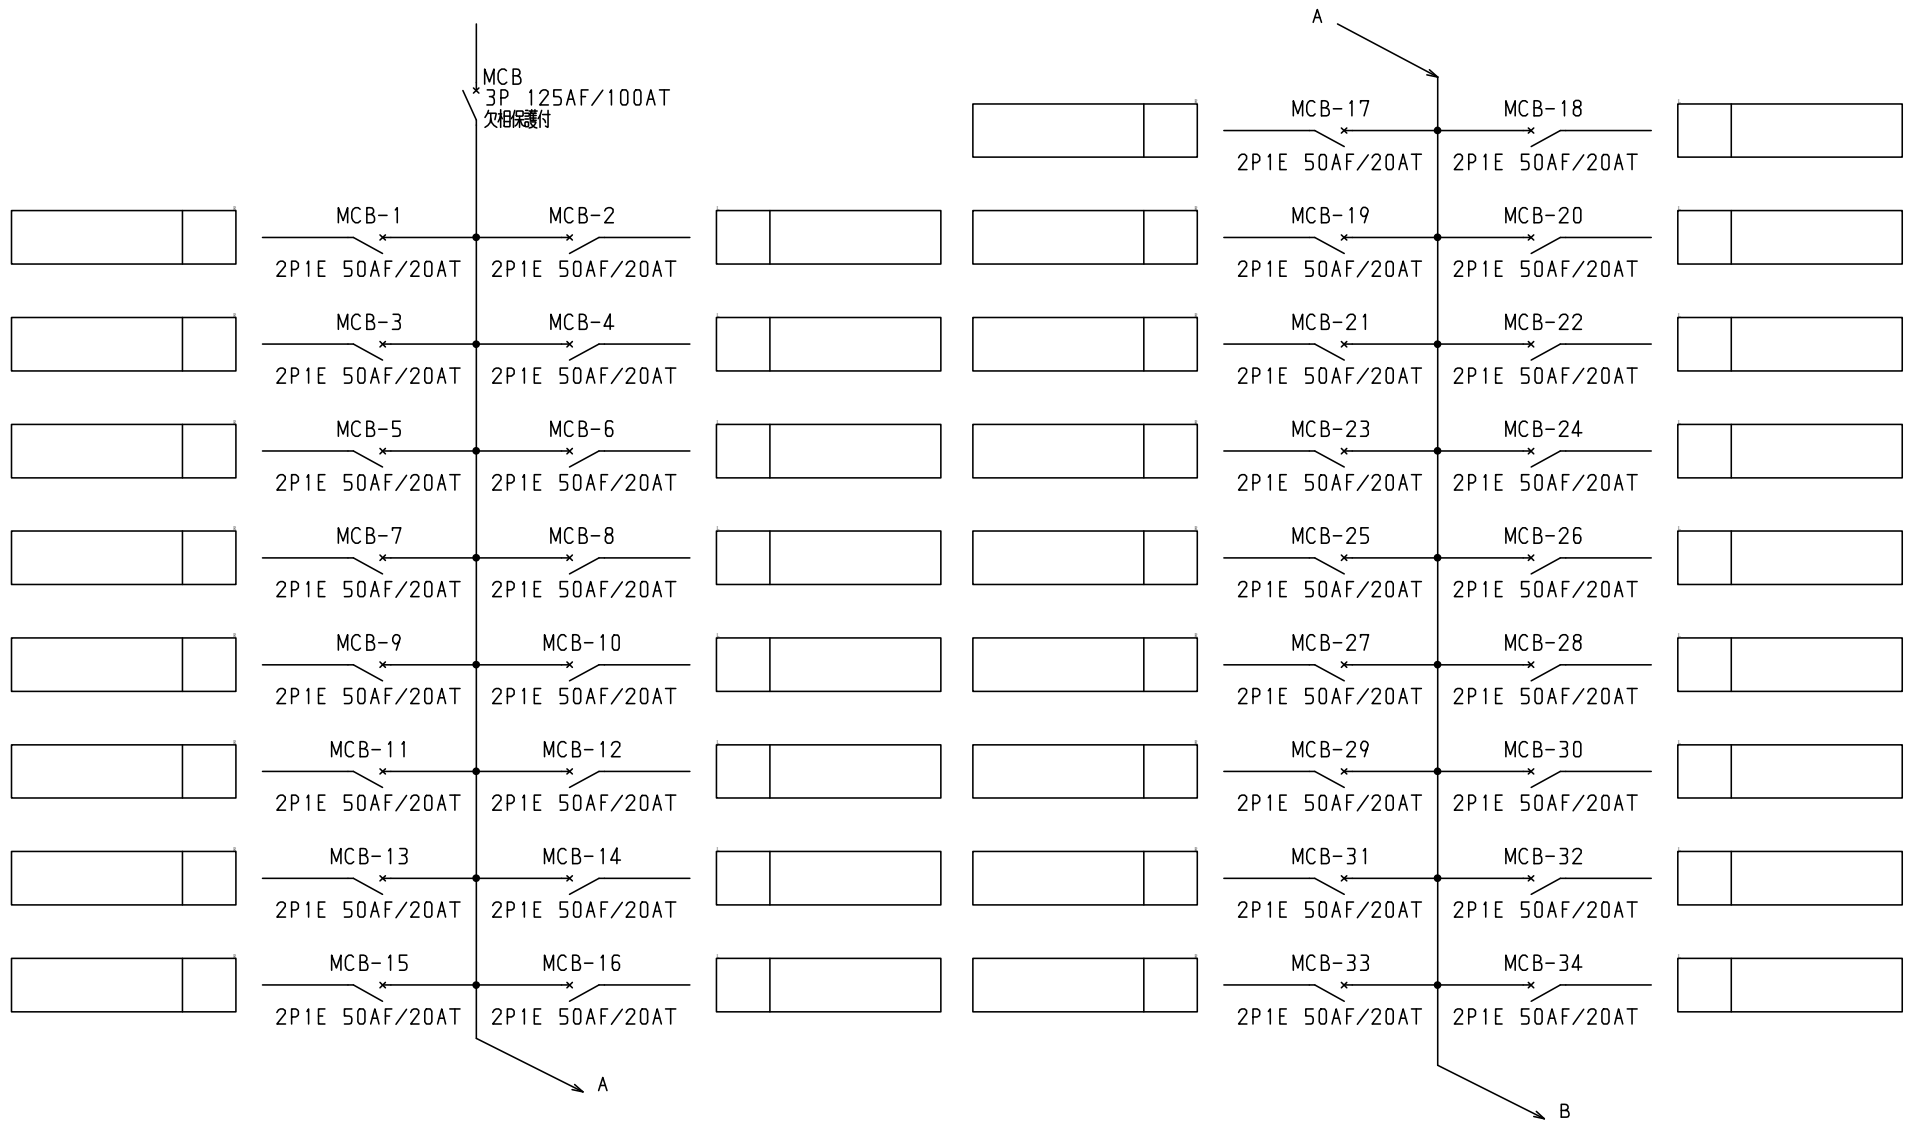 MCB
3P 125AF/100AT
欠相保護付
MCB-1 MCB-2
2P1E 50AF/20AT 2P1E 50AF/20AT
MCB-3 MCB-4
2P1E 50AF/20AT 2P1E 50AF/20AT
MCB-5 MCB-6
2P1E 50AF/20AT 2P1E 50AF/20AT
MCB-7 MCB-8
2P1E 50AF/20AT 2P1E 50AF/20AT
MCB-9 MCB-10
2P1E 50AF/20AT 2P1E 50AF/20AT
MCB-11 MCB-12
2P1E 50AF/20AT 2P1E 50AF/20AT
MCB-13 MCB-14
2P1E 50AF/20AT 2P1E 50AF/20AT
MCB-15 MCB-16
2P1E 50AF/20AT 2P1E 50AF/20AT
A
A
MCB-17 MCB-18
2P1E 50AF/20AT 2P1E 50AF/20AT
MCB-19 MCB-20
2P1E 50AF/20AT 2P1E 50AF/20AT
MCB-21 MCB-22
2P1E 50AF/20AT 2P1E 50AF/20AT
MCB-23 MCB-24
2P1E 50AF/20AT 2P1E 50AF/20AT
MCB-25 MCB-26
2P1E 50AF/20AT 2P1E 50AF/20AT
MCB-27 MCB-28
2P1E 50AF/20AT 2P1E 50AF/20AT
MCB-29 MCB-30
2P1E 50AF/20AT 2P1E 50AF/20AT
MCB-31 MCB-32
2P1E 50AF/20AT 2P1E 50AF/20AT
MCB-33 MCB-34
2P1E 50AF/20AT 2P1E 50AF/20AT
B